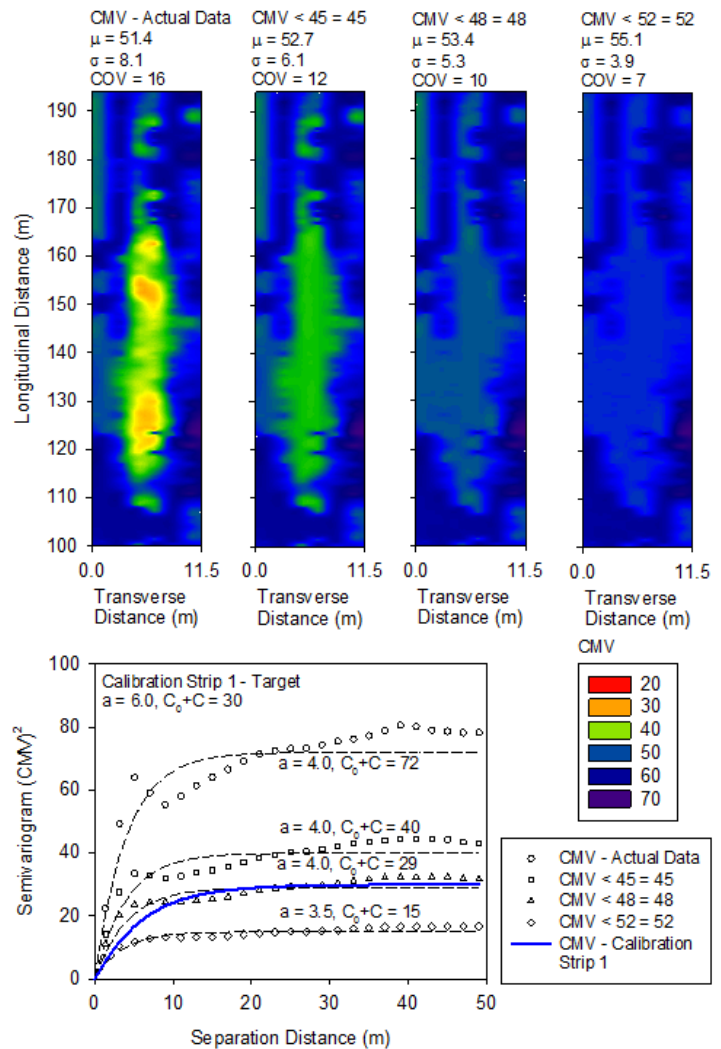 CMV - Actual Data
μ = 51.4
σ = 8.1
COV = 16
CMV < 45 = 45
μ = 52.7
σ = 6.1
COV = 12
CMV < 48 = 48
μ = 53.4
σ = 5.3
COV = 10
CMV < 52 = 52
μ = 55.1
σ = 3.9
COV = 7
Longitudinal Distance (m)
190
180
170
160
150
140
130
120
110
100
0.0 11.5
Transverse
Distance (m)
0.0 11.5
Transverse
Distance (m)
0.0 11.5
Transverse
Distance (m)
0.0 11.5
Transverse
Distance (m)
CMV
20
30
40
50
60
70
Semivariogram (CMV)²
100
80
60
40
20
0
Calibration Strip 1 - Target
a = 6.0, C₀+C = 30
a = 4.0, C₀+C = 72
a = 4.0, C₀+C = 40
a = 4.0, C₀+C = 29
a = 3.5, C₀+C = 15
0 10 20 30 40 50
Separation Distance (m)
CMV - Actual Data
CMV < 45 = 45
CMV < 48 = 48
CMV < 52 = 52
CMV - Calibration
Strip 1